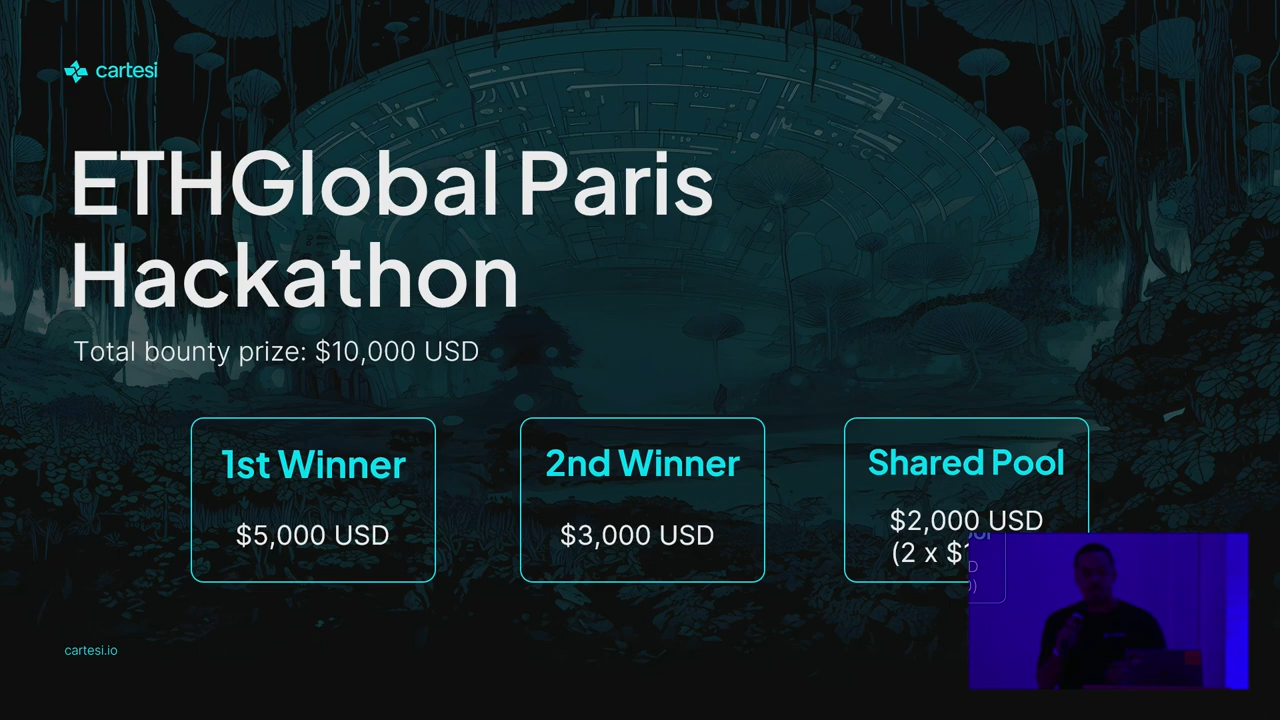 cartesi
ETHGlobal Paris
Hackathon
Total bounty prize: $10,000 USD
1st Winner
$5,000 USD
2nd Winner
$3,000 USD
Shared Pool
$2,000 USD
(2 x $
cartesi.io